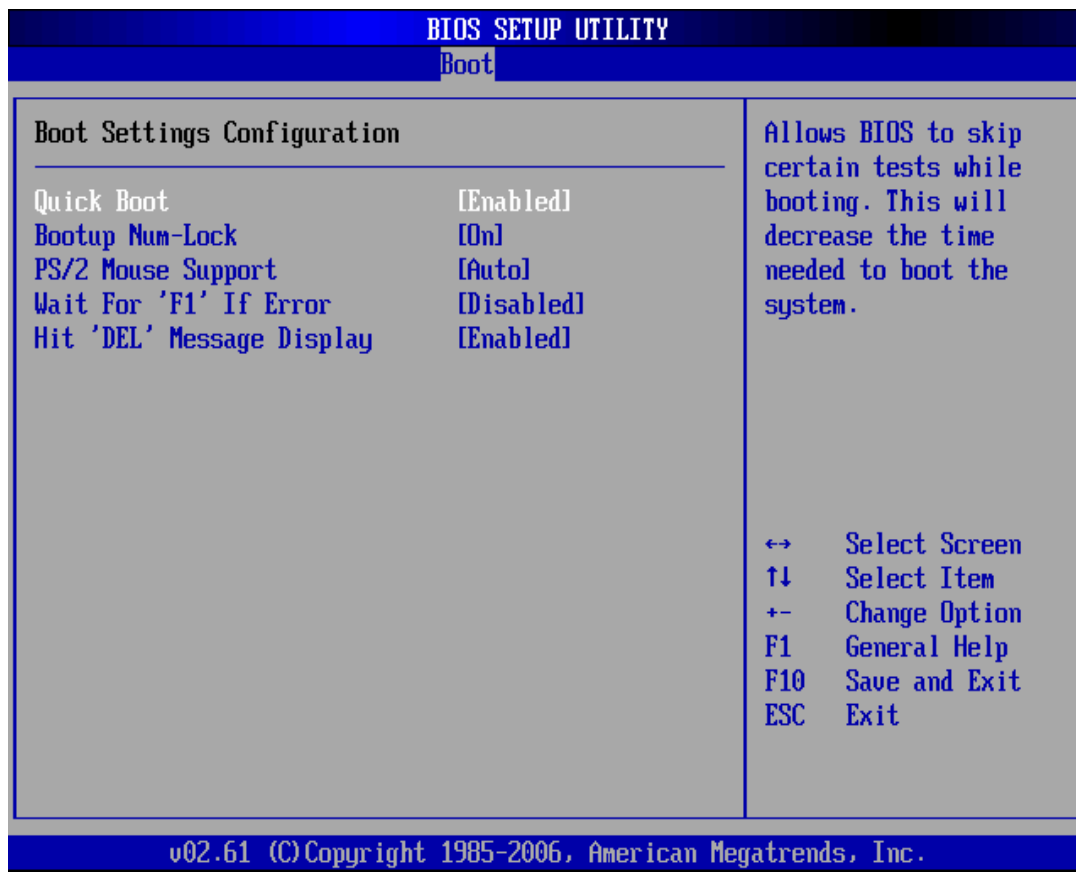 BIOS SETUP UTILITY
Boot
Boot Settings Configuration
Quick Boot [Enabled]
Bootup Num-Lock [On]
PS/2 Mouse Support [Auto]
Wait For 'F1' If Error [Disabled]
Hit 'DEL' Message Display [Enabled]
Allows BIOS to skip
certain tests while
booting. This will
decrease the time
needed to boot the
system.
←→ Select Screen
↑↓ Select Item
+- Change Option
F1 General Help
F10 Save and Exit
ESC Exit
v02.61 (C)Copyright 1985-2006, American Megatrends, Inc.